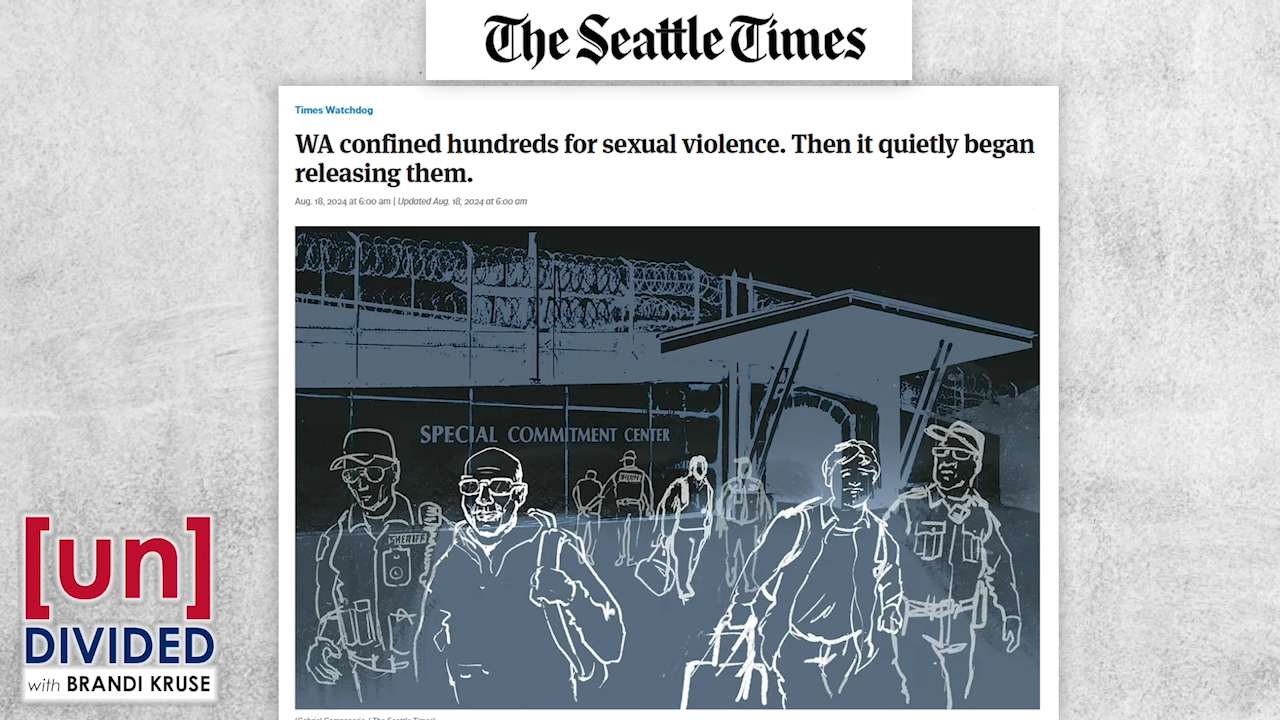 The Seattle Times
Times Watchdog
WA confined hundreds for sexual violence. Then it quietly began
releasing them.
Aug. 18, 2024 at 6:00 am | Updated Aug. 18, 2024 at 6:00 am
SPECIAL COMMITMENT CENTER
SHERIFF
[un]
DIVIDED
with BRANDI KRUSE